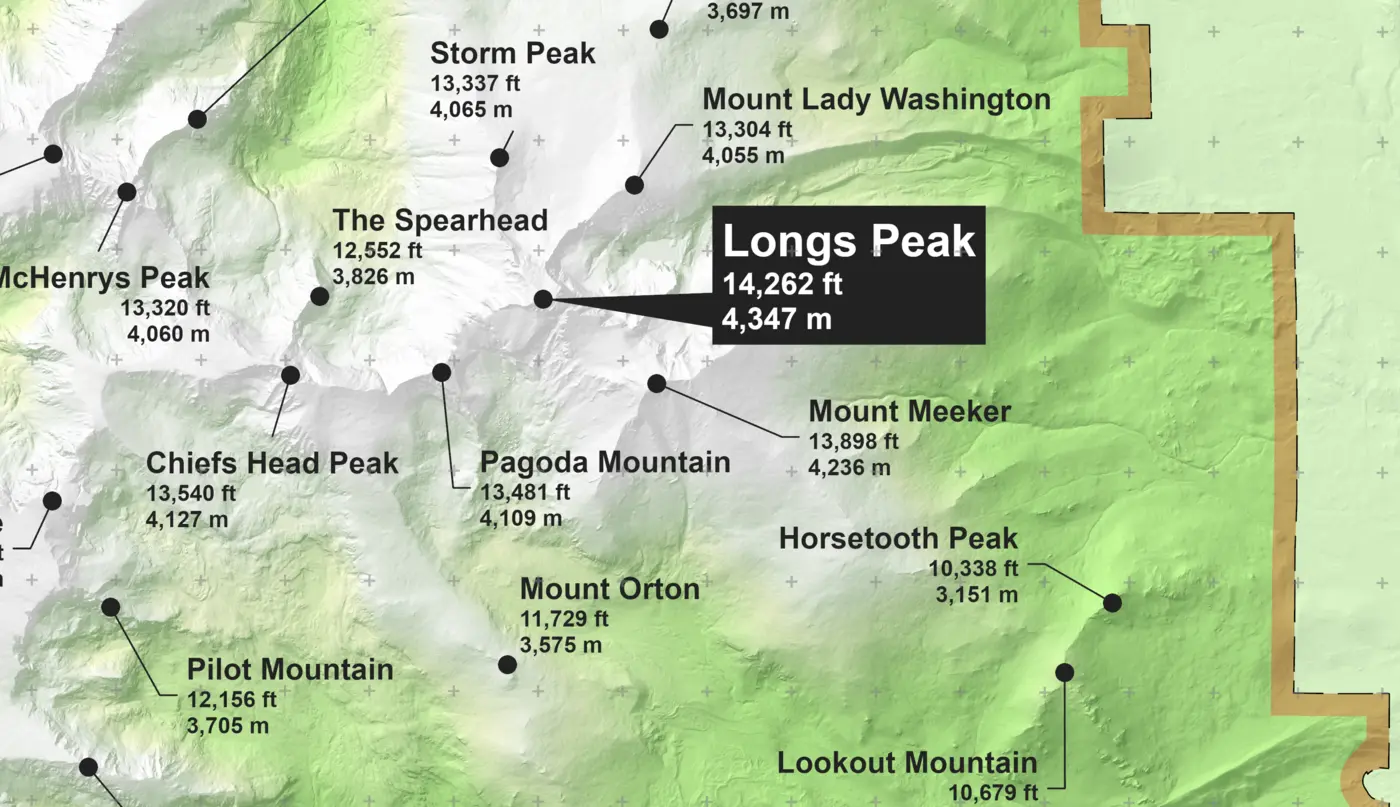 3,697 m
Storm Peak
13,337 ft
4,065 m
Mount Lady Washington
13,304 ft
4,055 m
The Spearhead
12,552 ft
3,826 m
Longs Peak
14,262 ft
4,347 m
McHenrys Peak
13,320 ft
4,060 m
Mount Meeker
13,898 ft
4,236 m
Chiefs Head Peak
13,540 ft
4,127 m
Pagoda Mountain
13,481 ft
4,109 m
Horsetooth Peak
10,338 ft
3,151 m
Mount Orton
11,729 ft
3,575 m
Pilot Mountain
12,156 ft
3,705 m
Lookout Mountain
10,679 ft